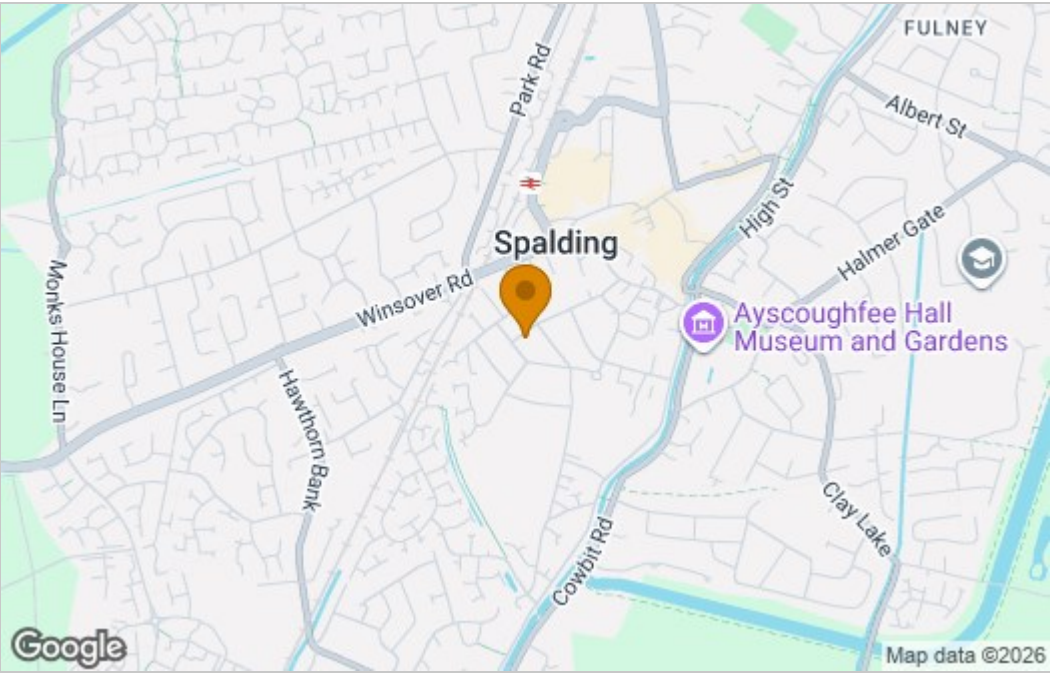 FULNEY
Park Rd
Albert St
High St
Halmer Gate
Spalding
Monks House Ln
Winsover Rd
Ayscoughfee Hall
Museum and Gardens
Hawthorn Bank
Clay Lake
Cowbit Rd
Google
Map data ©2026